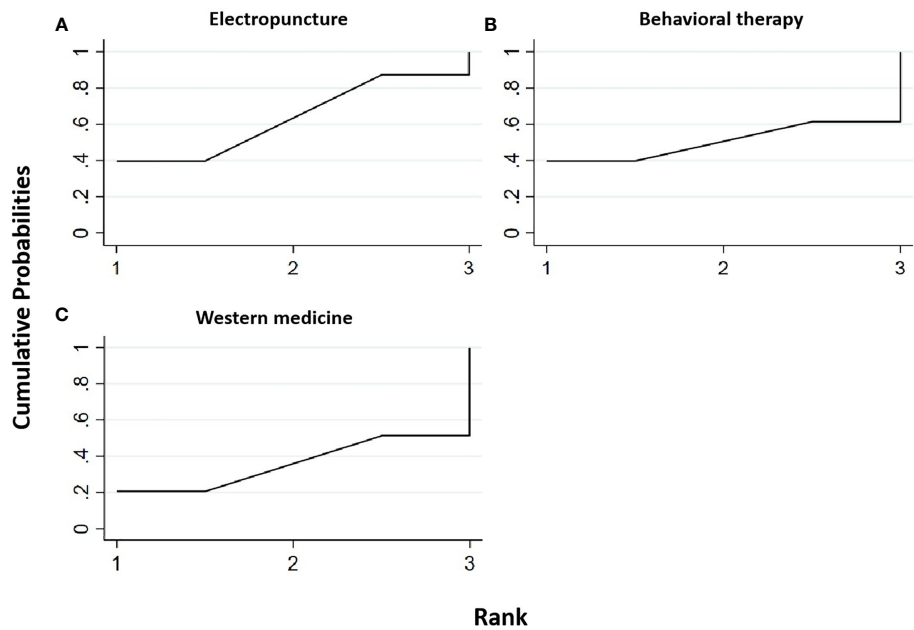 A
Electropuncture
1
.8
.6
.4
.2
0
1 2 3
B
Behavioral therapy
1
.8
.6
.4
.2
0
1 2 3
C
Western medicine
1
.8
.6
.4
.2
0
1 2 3
Cumulative Probabilities
Rank